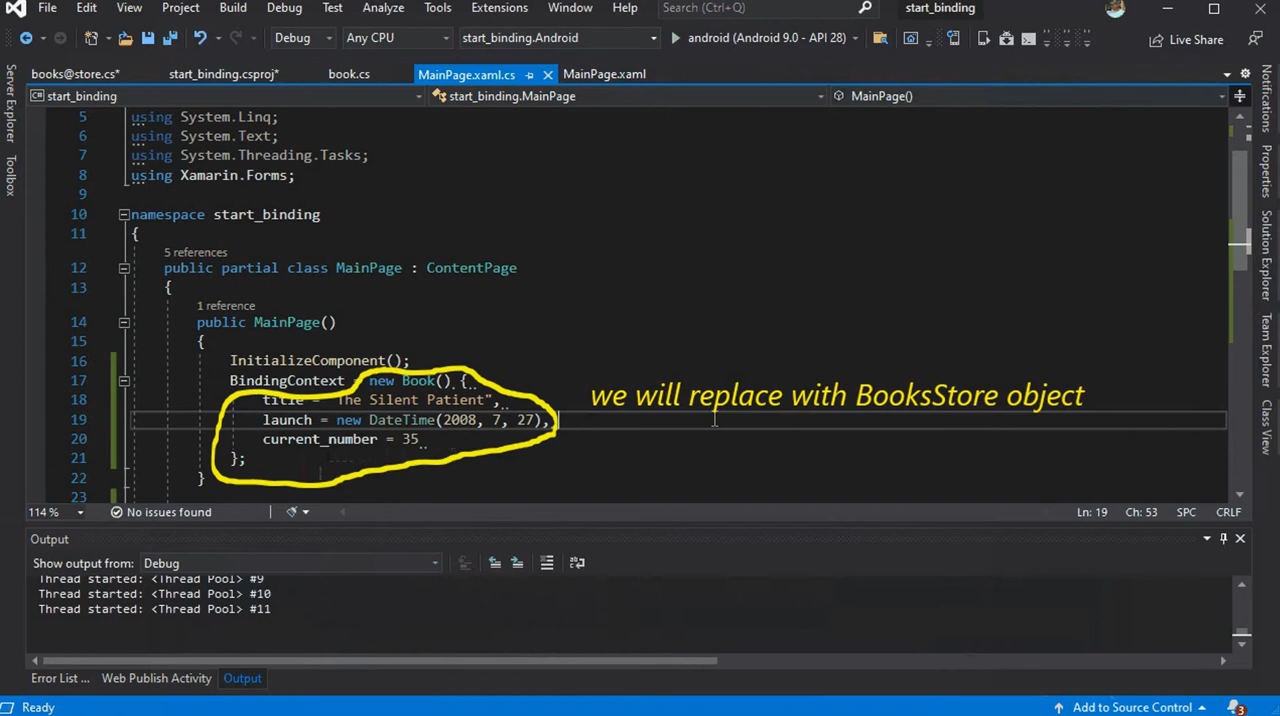 File Edit View Project Build Debug Test Analyze Tools Extensions Window Help Search (Ctrl+Q) start_binding
Debug Any CPU start_binding.Android android (Android 9.0 - API 28) Live Share
books@store.cs* start_binding.csproj* book.cs MainPage.xaml.cs MainPage.xaml
start_binding start_binding.MainPage MainPage()
5 using System.Linq;
6 using System.Text;
7 using System.Threading.Tasks;
8 using Xamarin.Forms;
9
10 namespace start_binding
11 {
5 references
12 public partial class MainPage : ContentPage
13 {
1 reference
14 public MainPage()
15 {
16 InitializeComponent();
17 BindingContext = new Book() {
18 title = "The Silent Patient",
19 launch = new DateTime(2008, 7, 27),
20 current_number = 35
21 };
22 }
23
we will replace with BooksStore object
114 % No issues found Ln: 19 Ch: 53 SPC CRLF
Output
Show output from: Debug
Thread started: <Thread Pool> #9
Thread started: <Thread Pool> #10
Thread started: <Thread Pool> #11
Error List ... Web Publish Activity Output
Ready Add to Source Control 3
Server Explorer
Toolbox
Notifications
Properties
Solution Explorer
Team Explorer
Class View